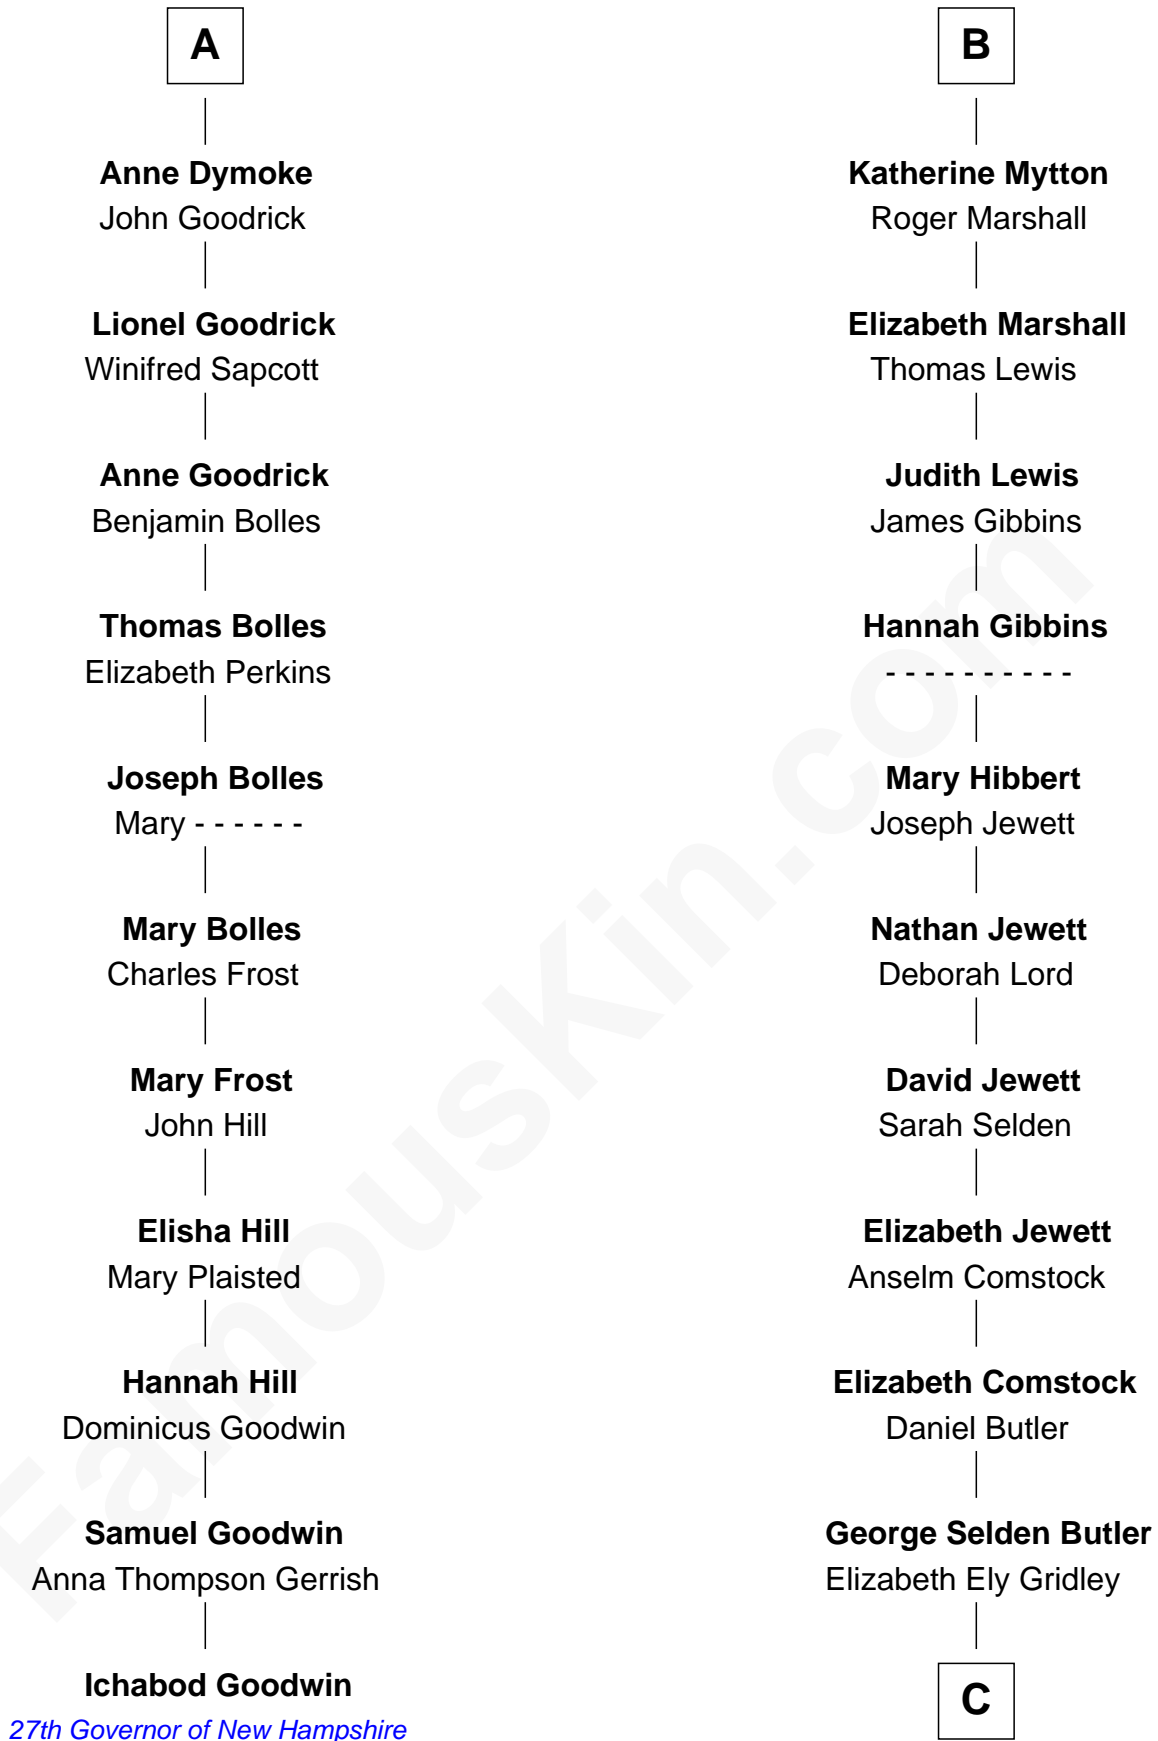 A
Anne Dymoke
John Goodrick
Lionel Goodrick
Winifred Sapcott
Anne Goodrick
Benjamin Bolles
Thomas Bolles
Elizabeth Perkins
Joseph Bolles
Mary - - - - - -
Mary Bolles
Charles Frost
Mary Frost
John Hill
Elisha Hill
Mary Plaisted
Hannah Hill
Dominicus Goodwin
Samuel Goodwin
Anna Thompson Gerrish
Ichabod Goodwin
27th Governor of New Hampshire
B
Katherine Mytton
Roger Marshall
Elizabeth Marshall
Thomas Lewis
Judith Lewis
James Gibbins
Hannah Gibbins
- - - - - - - - - -
Mary Hibbert
Joseph Jewett
Nathan Jewett
Deborah Lord
David Jewett
Sarah Selden
Elizabeth Jewett
Anselm Comstock
Elizabeth Comstock
Daniel Butler
George Selden Butler
Elizabeth Ely Gridley
C
FamousKin.com